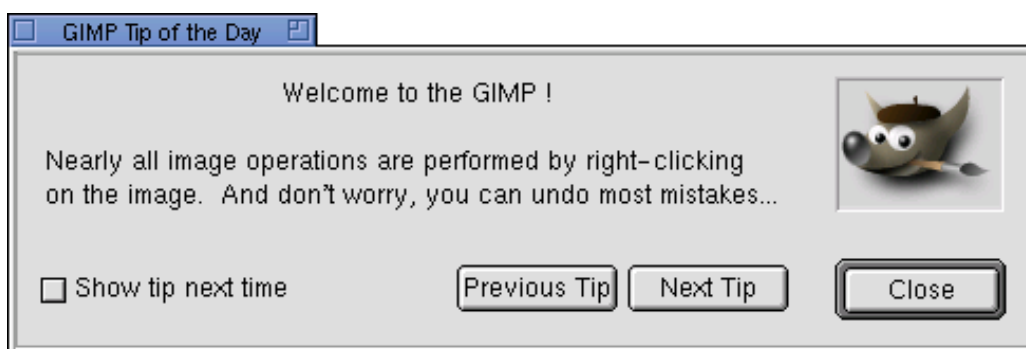 GIMP Tip of the Day
Welcome to the GIMP !
Nearly all image operations are performed by right-clicking
on the image.  And don't worry, you can undo most mistakes...
Show tip next time
Previous Tip
Next Tip
Close